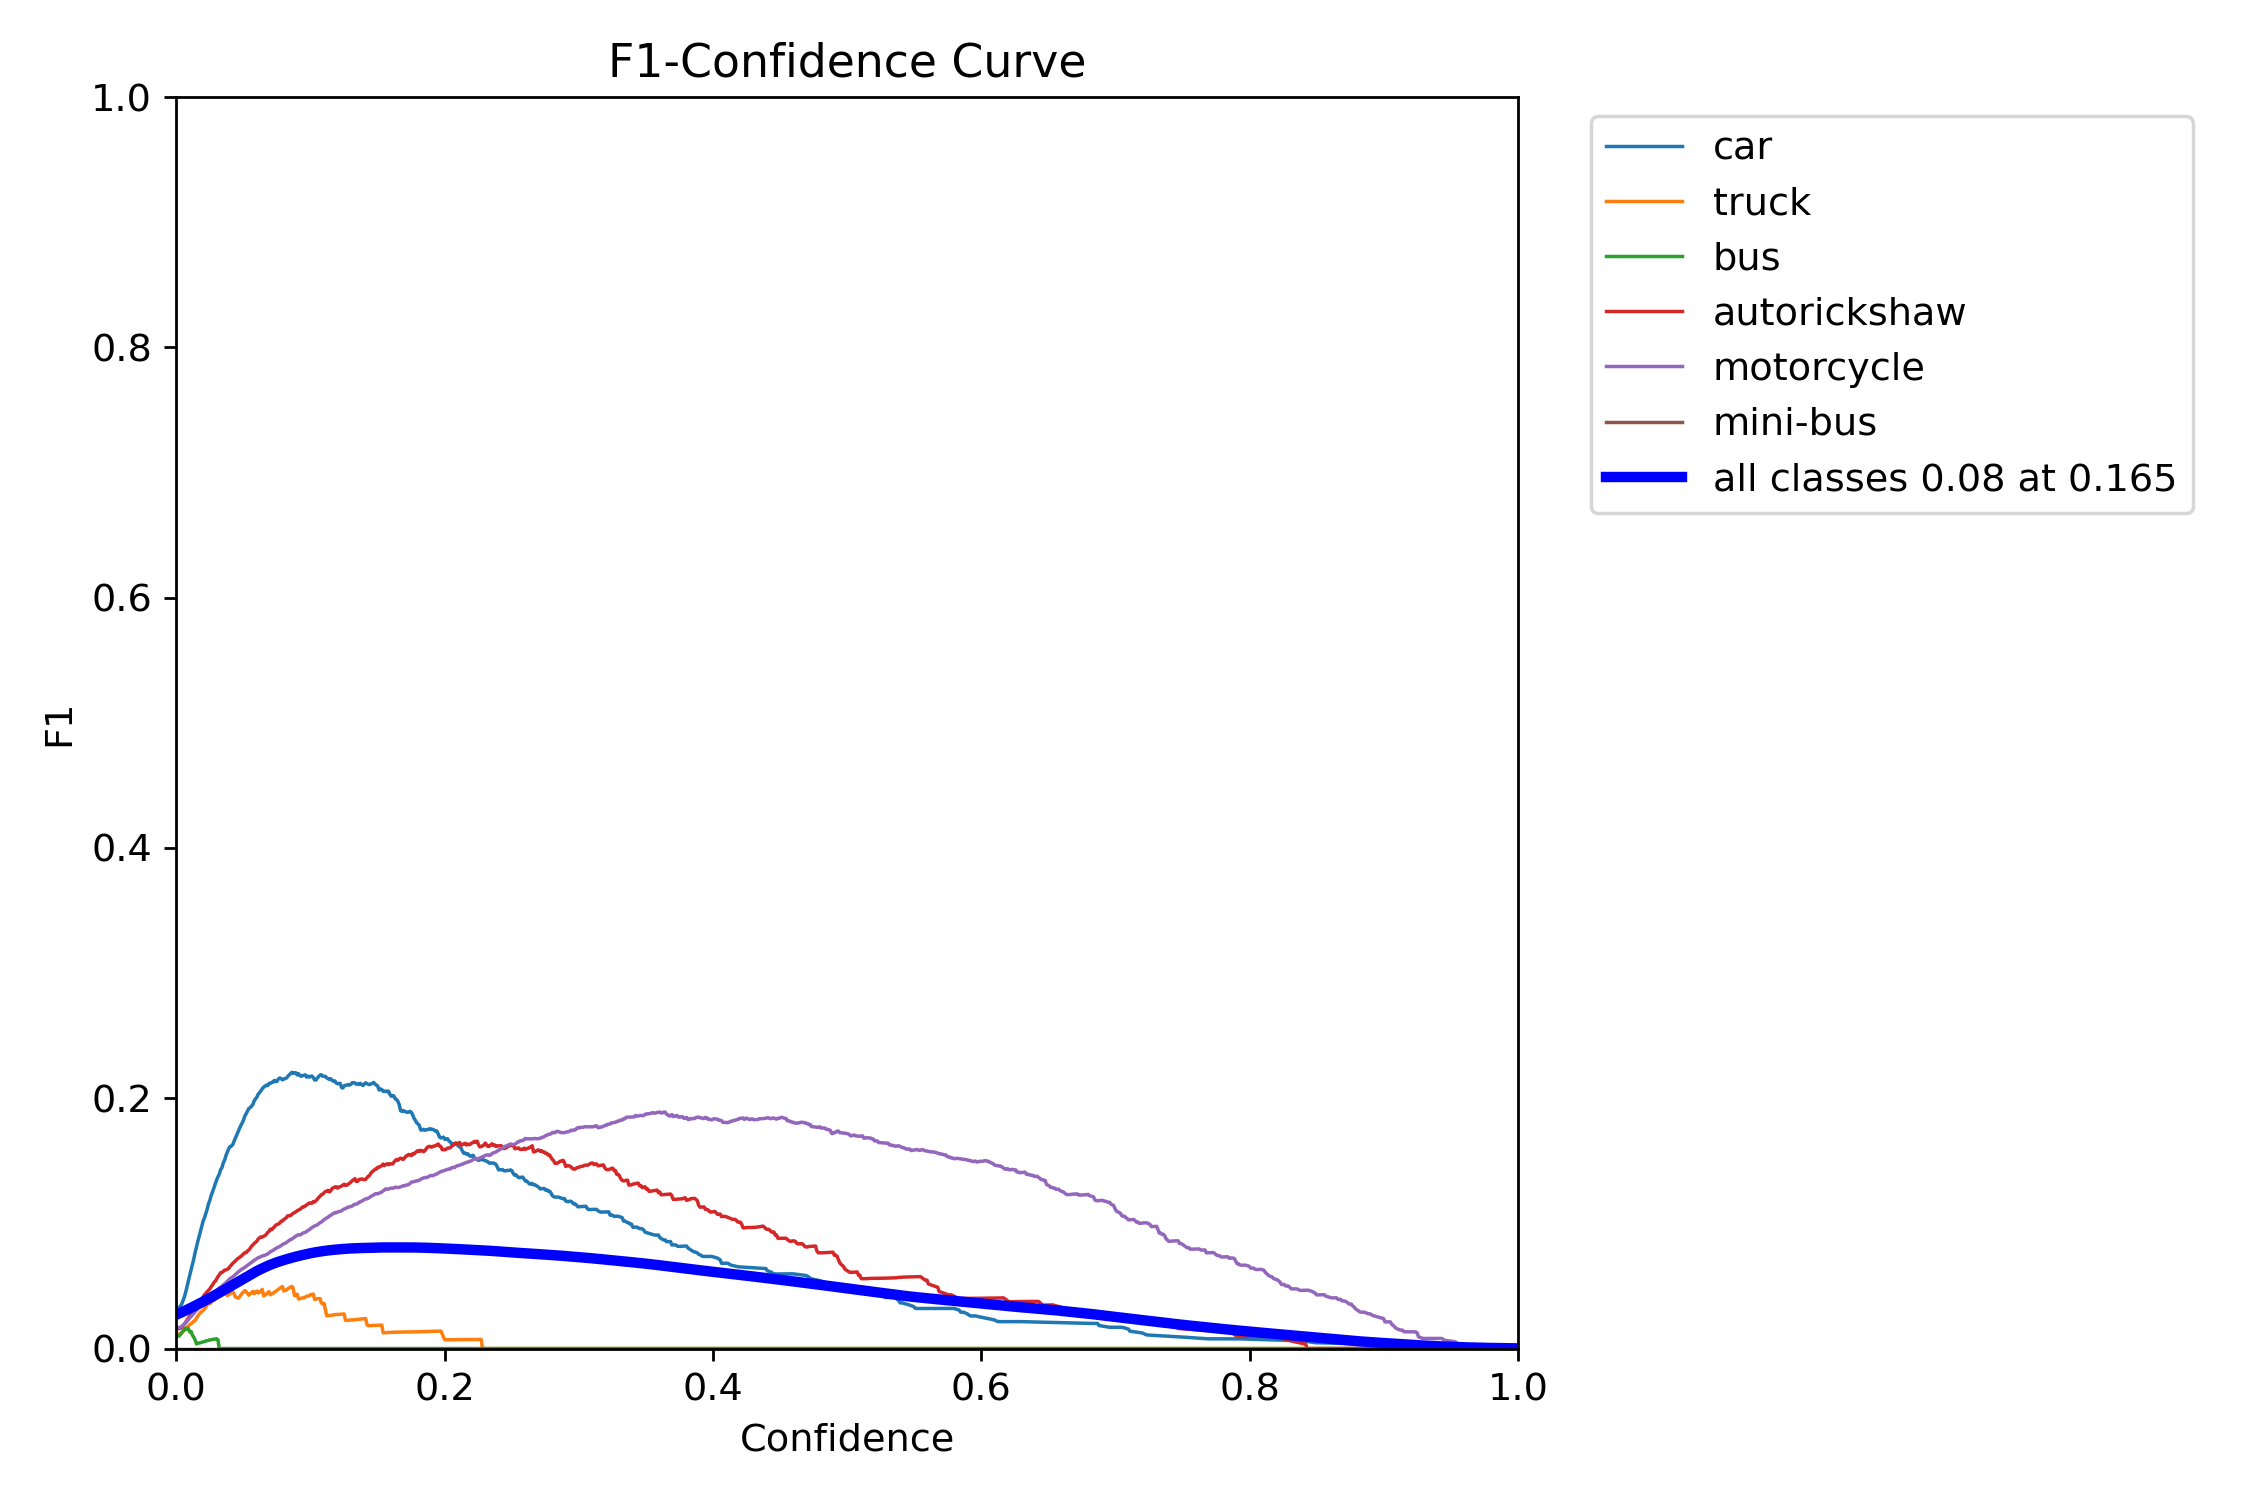 F1-Confidence Curve
1.0
0.8
0.6
0.4
0.2
0.0
F1
0.0 0.2 0.4 0.6 0.8 1.0
Confidence
car
truck
bus
autorickshaw
motorcycle
mini-bus
all classes 0.08 at 0.165